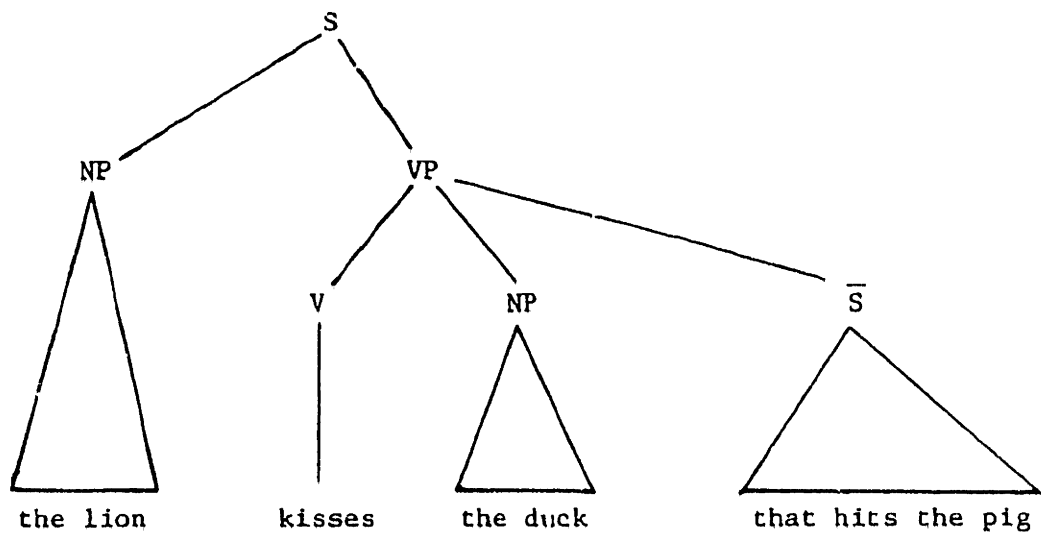 S
NP VP
V NP S̅
the lion kisses the duck that hits the pig